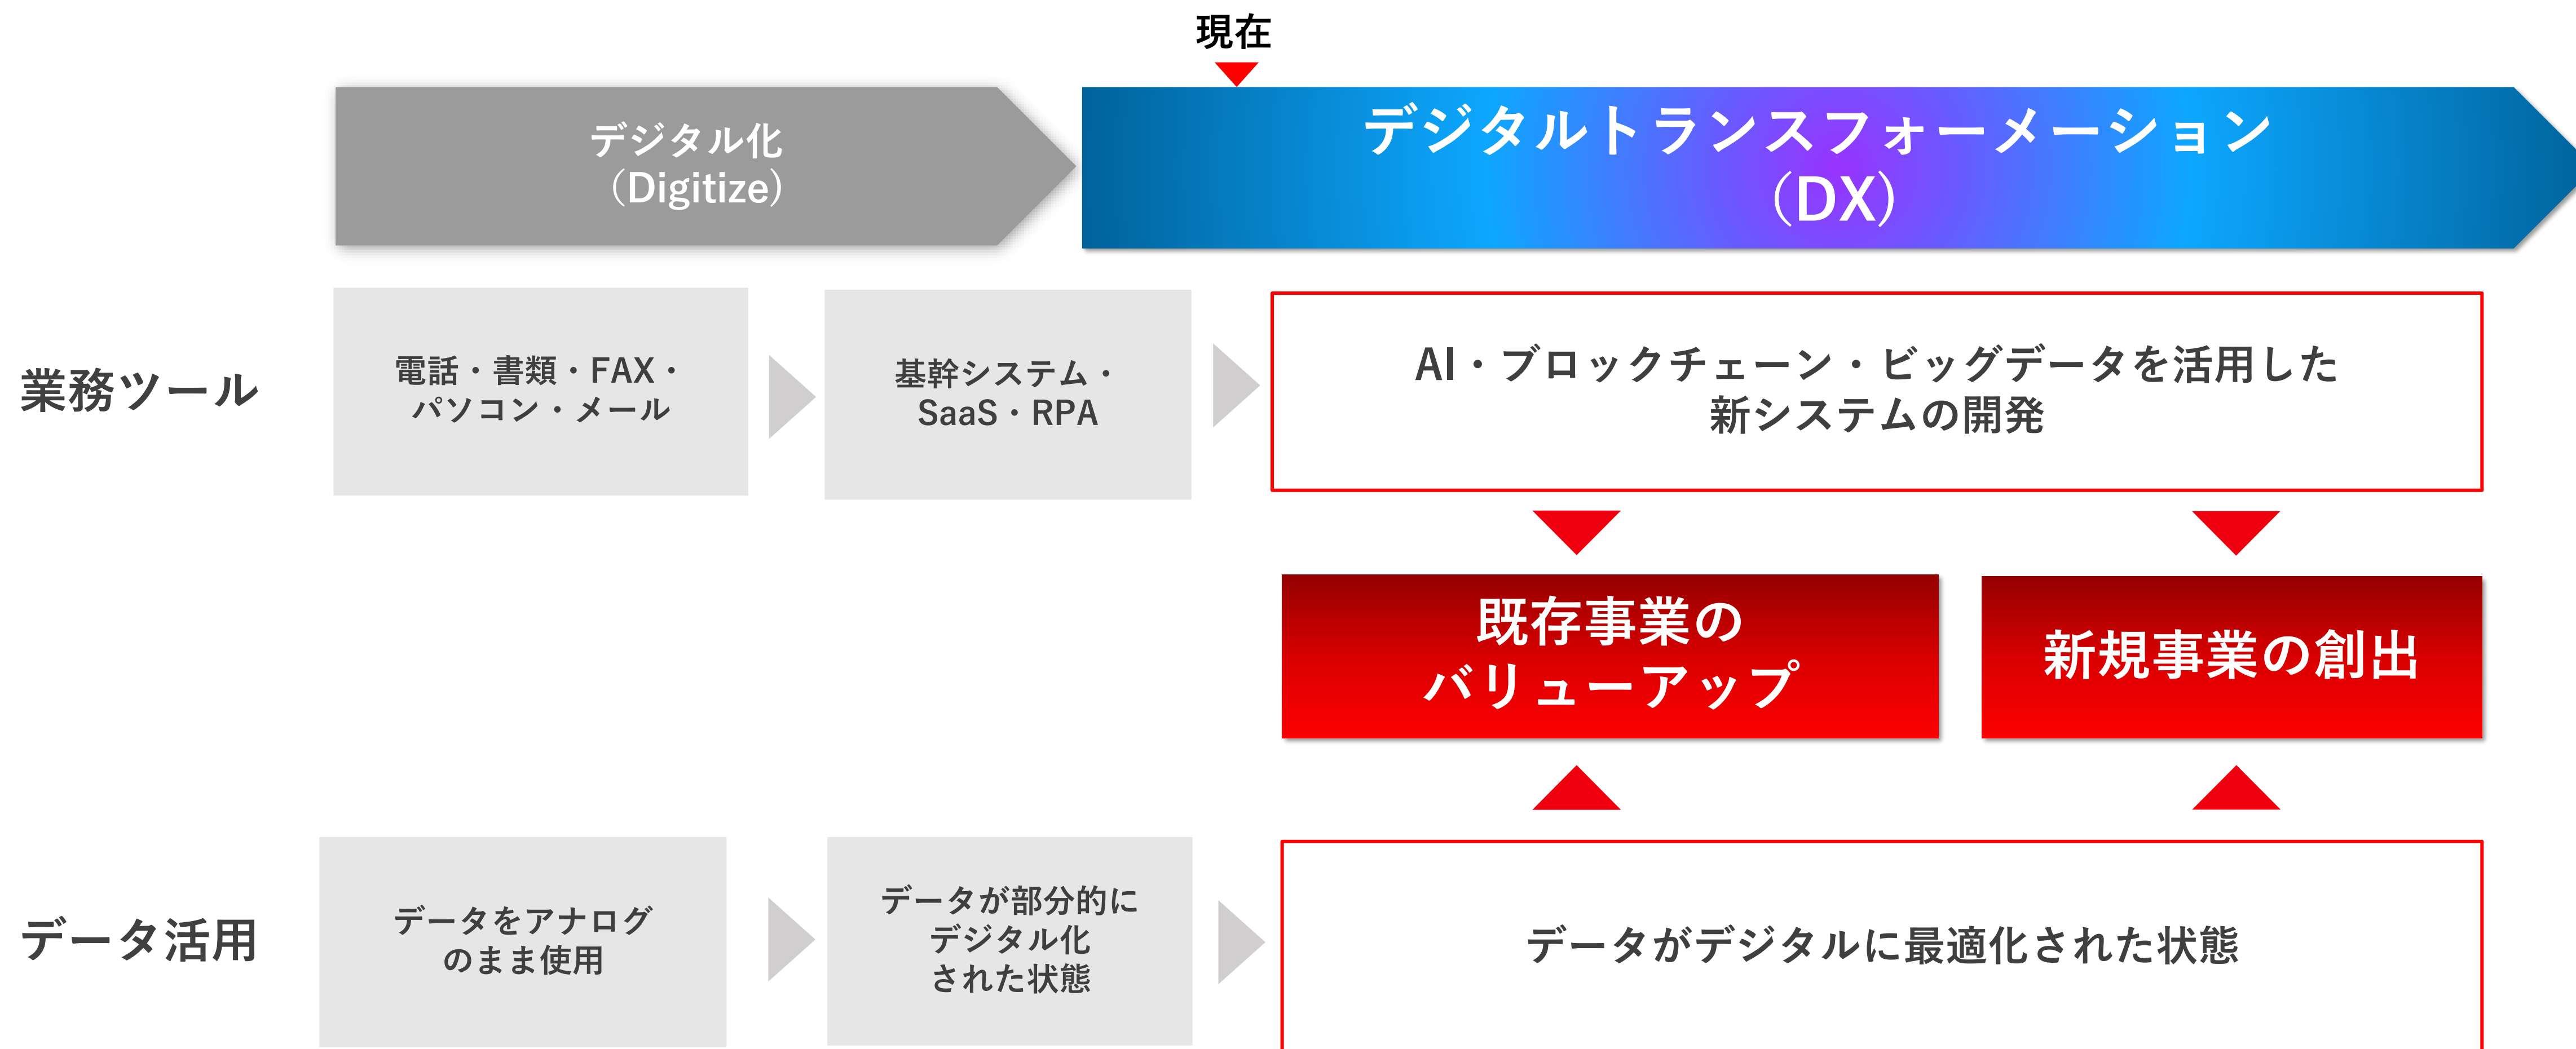 現在
デジタル化
（Digitize）
デジタルトランスフォーメーション
（DX）
業務ツール
電話・書類・FAX・
パソコン・メール
基幹システム・
SaaS・RPA
AI・ブロックチェーン・ビッグデータを活用した
新システムの開発
既存事業の
バリューアップ
新規事業の創出
データ活用
データをアナログ
のまま使用
データが部分的に
デジタル化
された状態
データがデジタルに最適化された状態